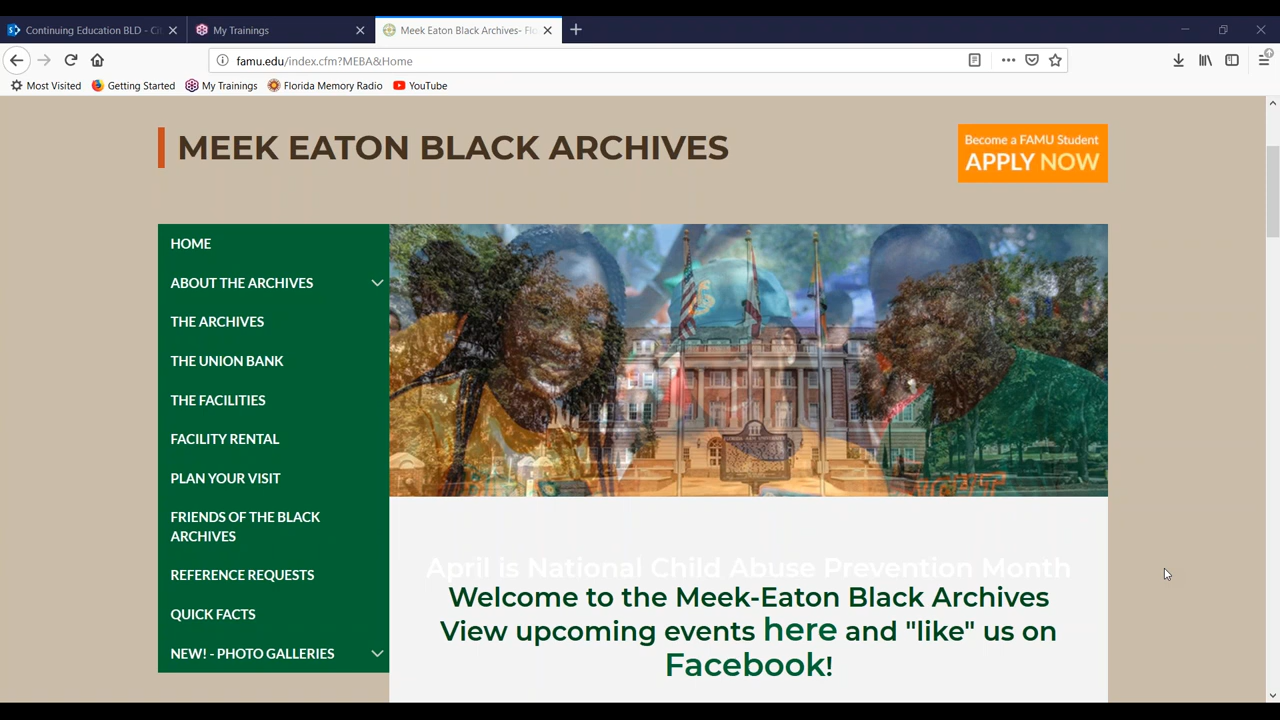 Continuing Education BLD - Ci
My Trainings
Meek Eaton Black Archives- Flo
famu.edu/index.cfm?MEBA&Home
Most Visited
Getting Started
My Trainings
Florida Memory Radio
YouTube
MEEK EATON BLACK ARCHIVES
Become a FAMU Student
APPLY NOW
HOME
ABOUT THE ARCHIVES
THE ARCHIVES
THE UNION BANK
THE FACILITIES
FACILITY RENTAL
PLAN YOUR VISIT
FRIENDS OF THE BLACK
ARCHIVES
REFERENCE REQUESTS
QUICK FACTS
NEW! - PHOTO GALLERIES
April is National Child Abuse Prevention Month
Welcome to the Meek-Eaton Black Archives
View upcoming events here and "like" us on
Facebook!